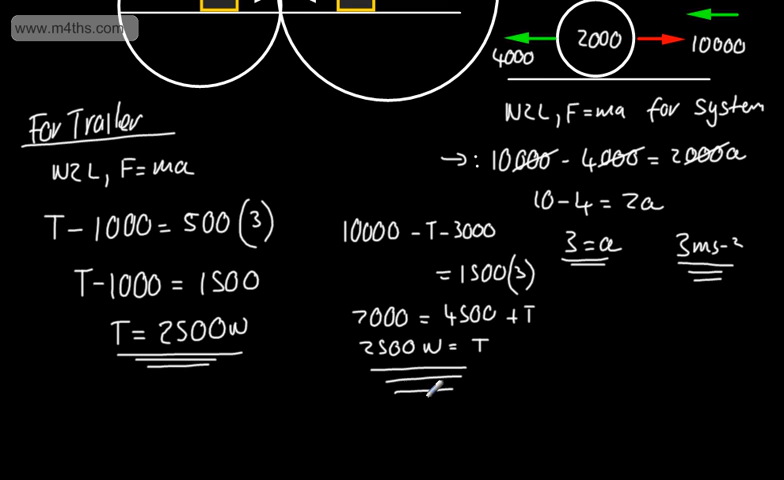 www.m4ths.com
4000
2000
10000
N2L, F=ma for system
→: 10000 - 4000 = 2000a
10-4 = 2a
3 = a
3ms-2
For Trailer
N2L, F=ma
T-1000 = 500(3)
T-1000 = 1500
T = 2500N
10000 - T - 3000
= 1500(3)
7000 = 4500 + T
2500 N = T